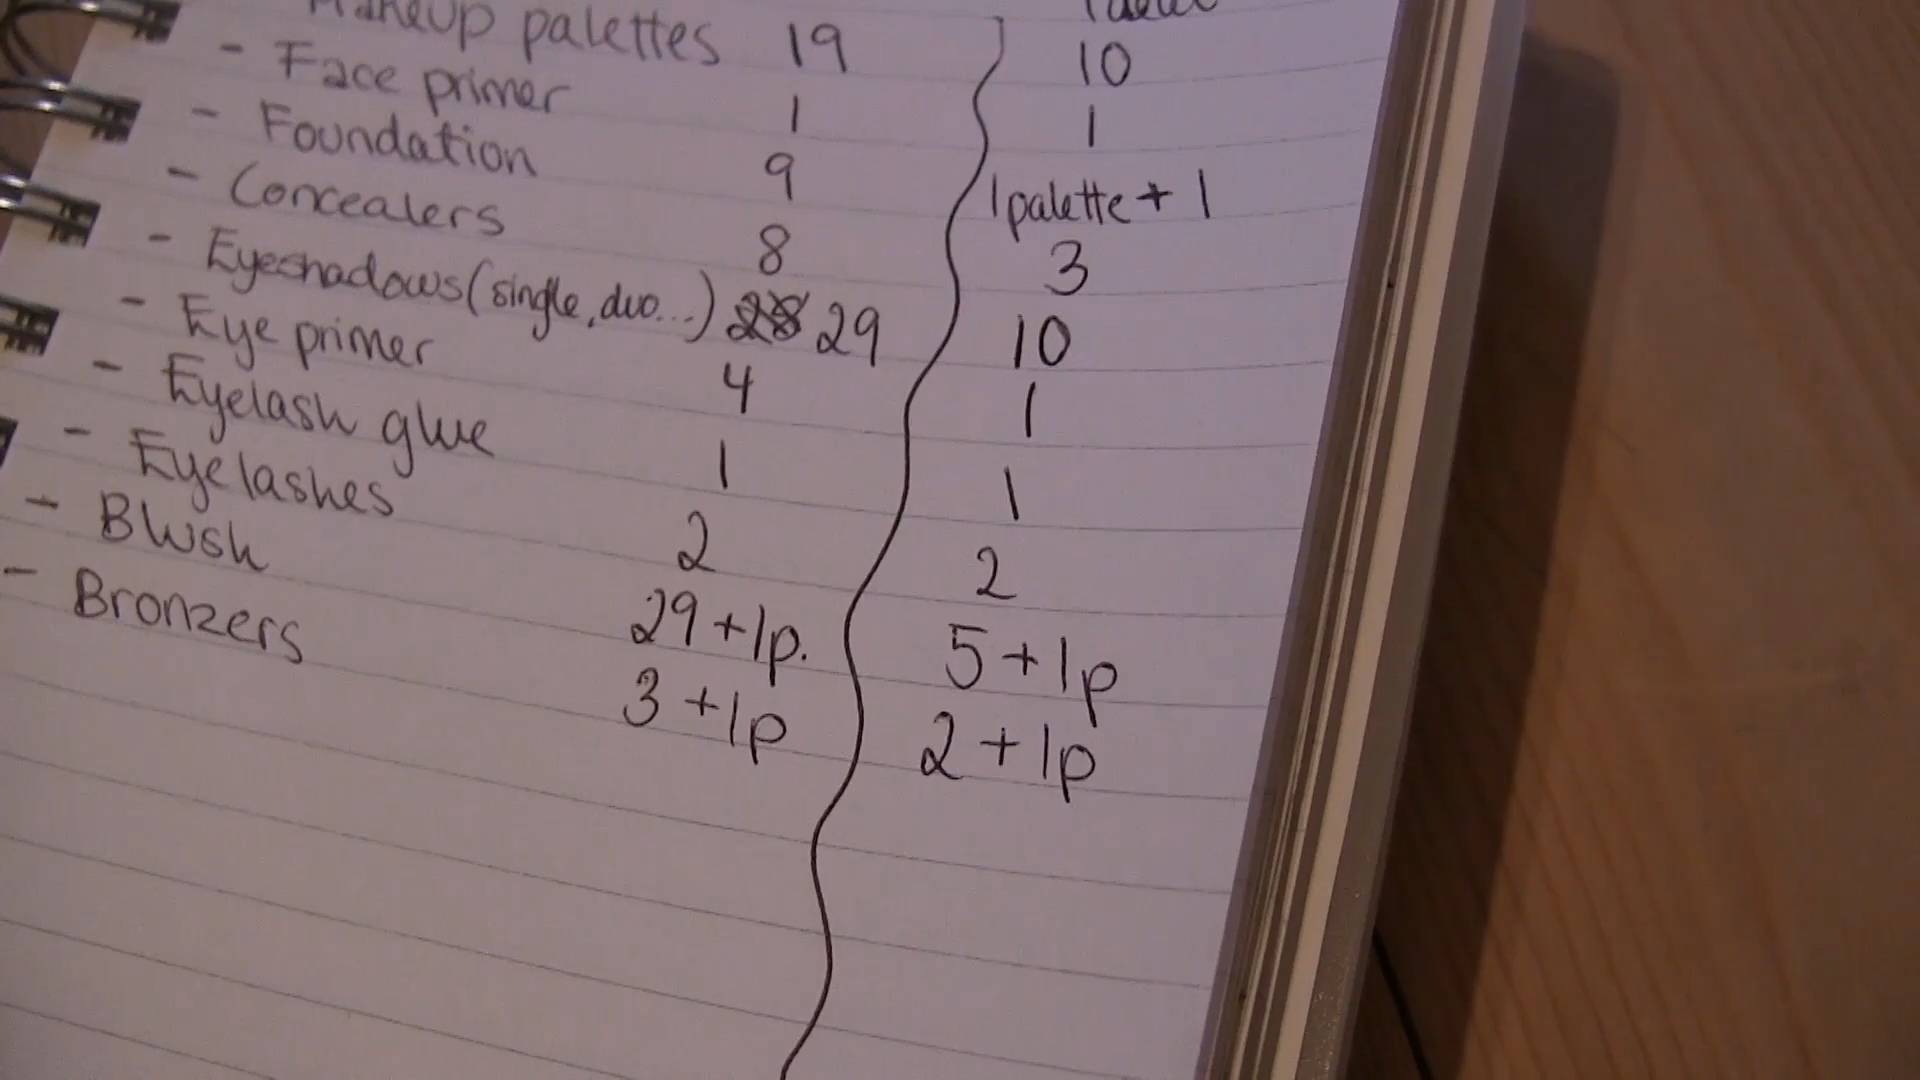 Makeup palettes 19 10
- Face primer 1 1
- Foundation 9 1 palette + 1
- Concealers 8 3
- Eyeshadows (single, duo...) 29 10
- Eye primer 4 1
- Eyelash glue 1 1
- Eyelashes 2 2
- Blush 29 + 1p. 5 + 1p
- Bronzers 3 + 1p 2 + 1p